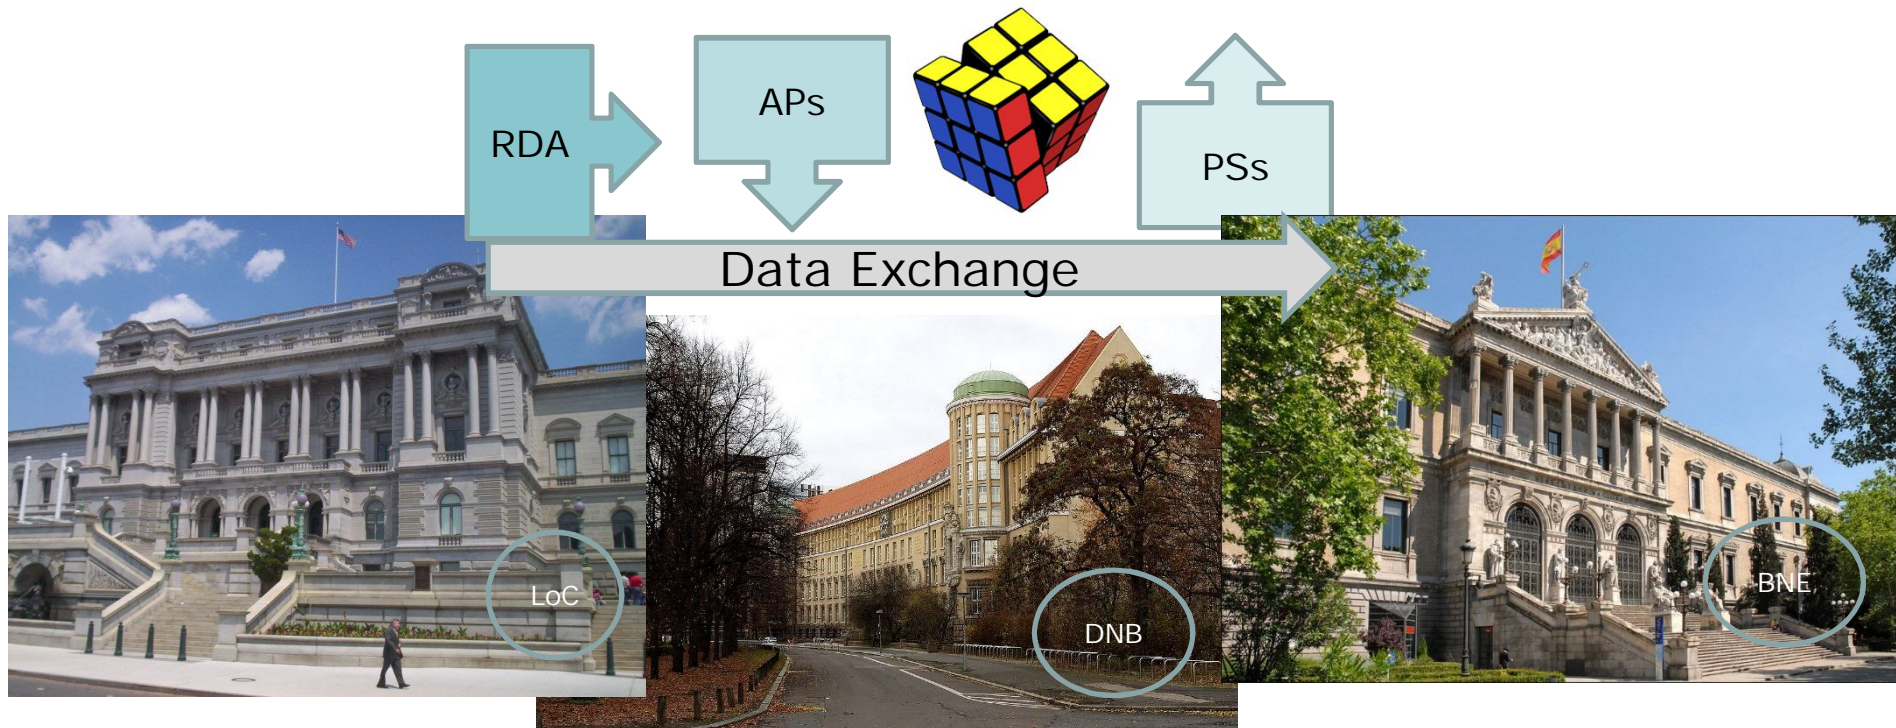 RDA
APs
PSs
Data Exchange
LoC
DNB
BNE